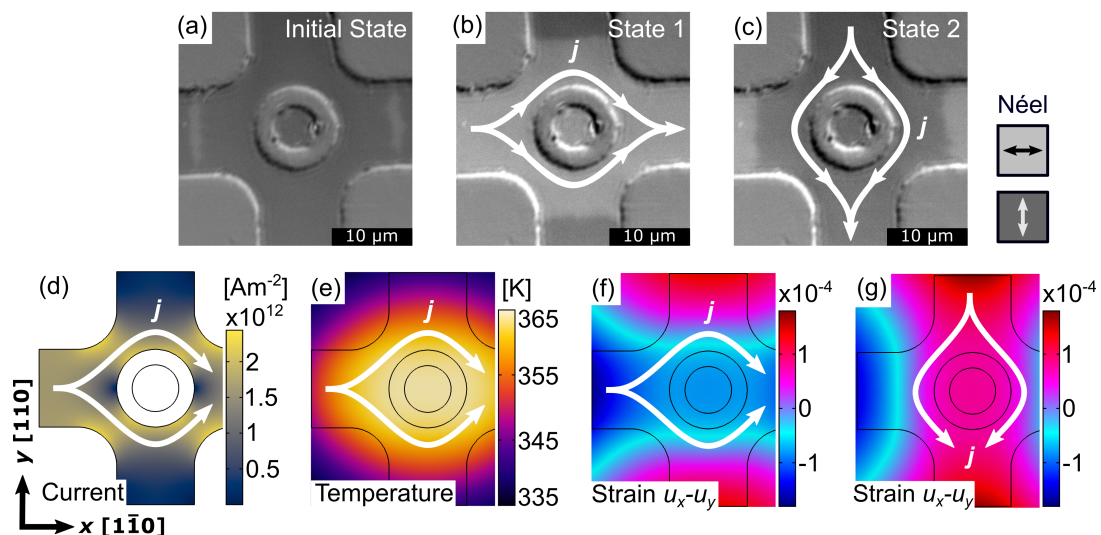 (a) Initial State
10 µm
(b) State 1
j
10 µm
(c) State 2
j
10 µm
Néel
(d)
[Am⁻²]
x10¹²
2
1.5
1
0.5
j
Current
y [110]
x [11̅0]
(e)
[K]
365
355
345
335
j
Temperature
(f)
x10⁻⁴
1
0
-1
j
Strain uₓ-u_y
(g)
x10⁻⁴
1
0
-1
j
Strain uₓ-u_y